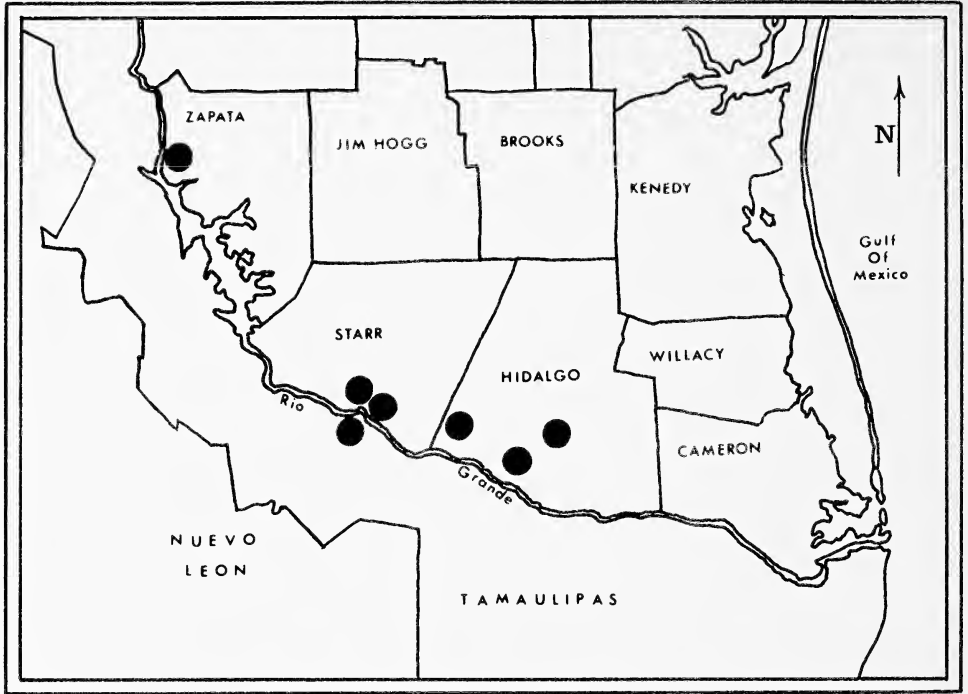 ZAPATA
JIM HOGG
BROOKS
N
KENEDY
Gulf
Of
Mexico
STARR
WILLACY
HIDALGO
Rio
CAMERON
Grande
NUEVO
LEON
TAMAULIPAS